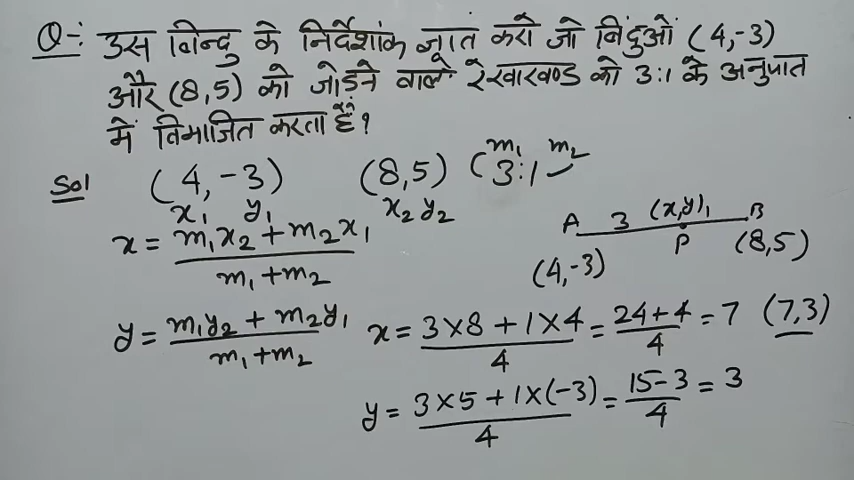 Q-: उस बिन्दु के निर्देशांक ज्ञात करो जो बिंदुओं (4,-3)
और (8,5) को जोडने वाले रेखाखण्ड को 3:1 के अनुपात
में विभाजित करता है?
Sol (4,-3) (8,5) (3:1
x₁ y₁ x₂ y₂ m₁ m₂
x = m₁x₂ + m₂x₁ / m₁ + m₂
A 3 (x,y) 1 B
P
(4,-3) (8,5)
y = m₁y₂ + m₂y₁ / m₁ + m₂
x = 3×8 + 1×4 / 4 = 24+4 / 4 = 7 (7,3)
y = 3×5 + 1×(-3) / 4 = 15-3 / 4 = 3